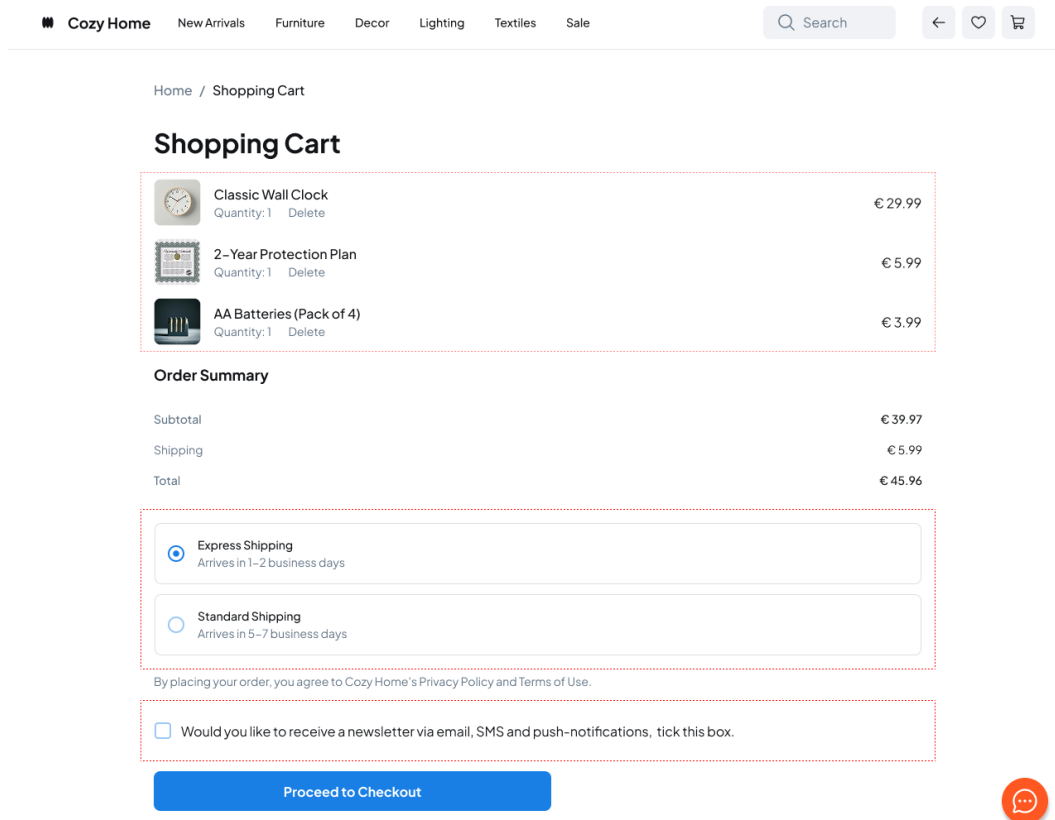 Cozy Home New Arrivals Furniture Decor Lighting Textiles Sale Search
Home / Shopping Cart
Shopping Cart
Classic Wall Clock
Quantity: 1 Delete
€ 29.99
2-Year Protection Plan
Quantity: 1 Delete
€ 5.99
AA Batteries (Pack of 4)
Quantity: 1 Delete
€ 3.99
Order Summary
Subtotal € 39.97
Shipping € 5.99
Total € 45.96
Express Shipping
Arrives in 1-2 business days
Standard Shipping
Arrives in 5-7 business days
By placing your order, you agree to Cozy Home's Privacy Policy and Terms of Use.
Would you like to receive a newsletter via email, SMS and push-notifications, tick this box.
Proceed to Checkout